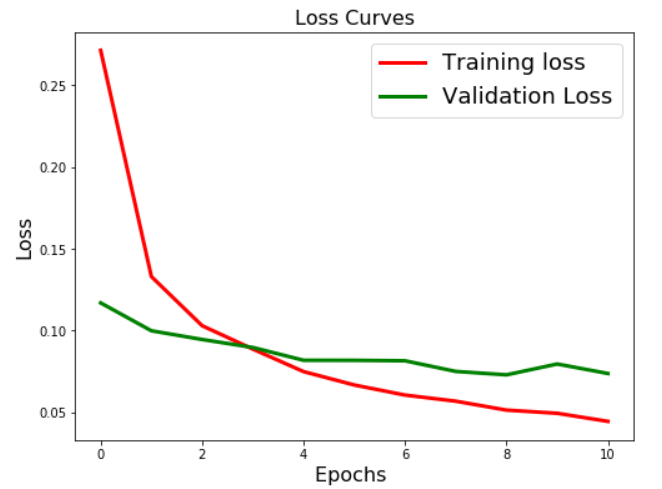 Loss Curves
Training loss
Validation Loss
0.25
0.20
0.15
0.10
0.05
Loss
0
2
4
6
8
10
Epochs